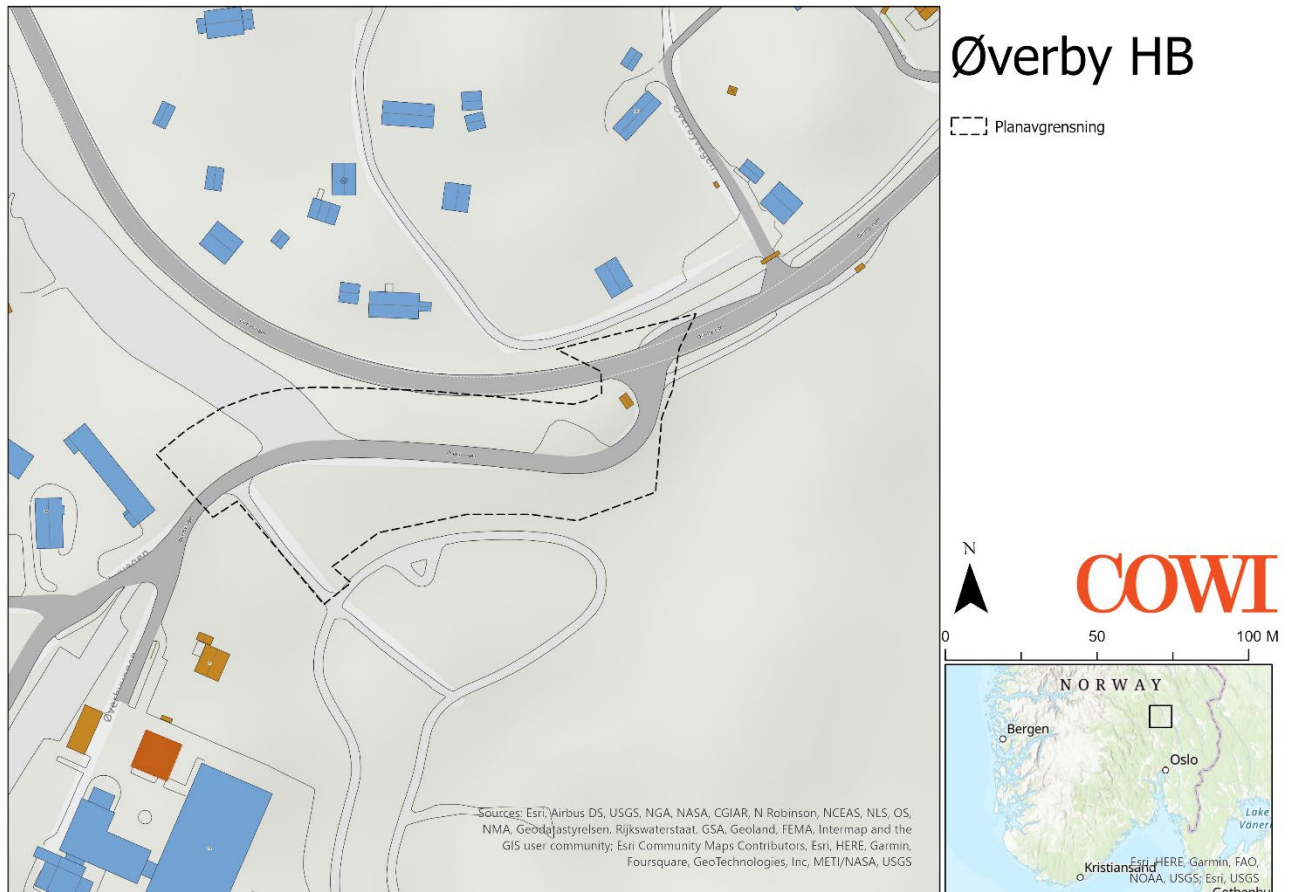 Øverby HB
Planavgrensning
Øverbyvegen
N
COWI
0 50 100 M
NORWAY
Bergen
Oslo
Lake
Kristiansand
Esri, HERE, Garmin, FAO,
NOAA, USGS; Esri, USGS
Sources: Esri, Airbus DS, USGS, NGA, NASA, CGIAR, N Robinson, NCEAS, NLS, OS,
NMA, Geodatastyrelsen, Rijkswaterstaat, GSA, Geoland, FEMA, Intermap and the
GIS user community; Esri Community Maps Contributors, Esri, HERE, Garmin,
Foursquare, GeoTechnologies, Inc, METI/NASA, USGS